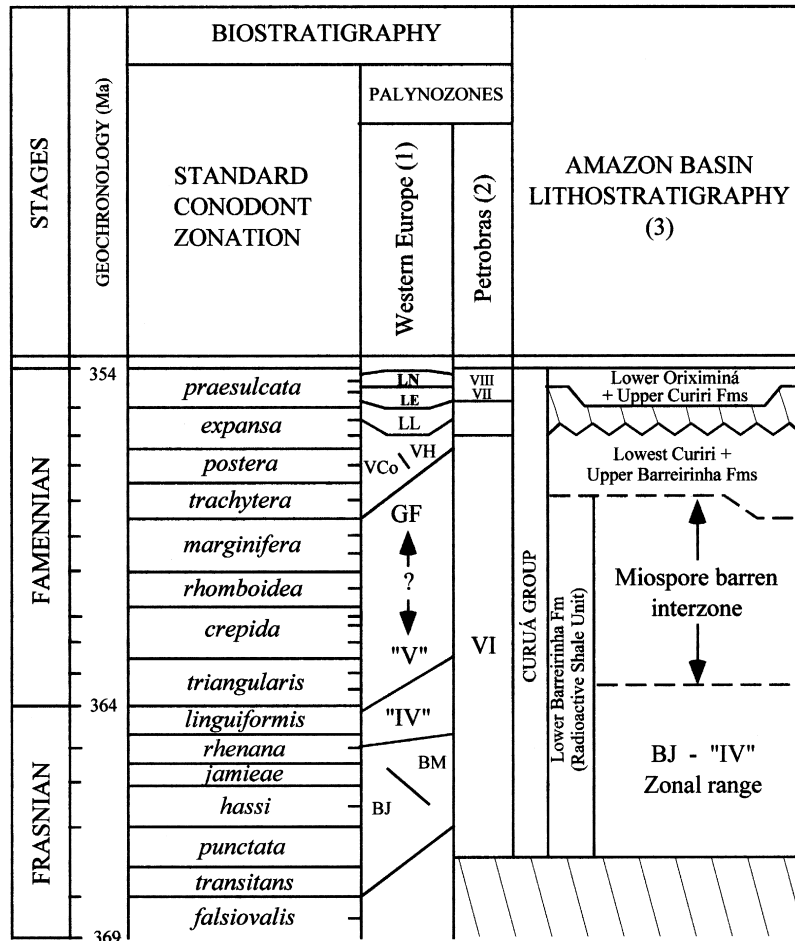 STAGES
GEOCHRONOLOGY (Ma)
BIOSTRATIGRAPHY
STANDARD
CONODONT
ZONATION
PALYNOZONES
Western Europe (1)
Petrobras (2)
AMAZON BASIN
LITHOSTRATIGRAPHY
(3)
FAMENNIAN
FRASNIAN
354
364
369
praesulcata
expansa
postera
trachytera
marginifera
rhomboidea
crepida
triangularis
linguiformis
rhenana
jamieae
hassi
punctata
transitans
falsiovalis
LN
LE
LL
VH
VCo
GF
?
"V"
"IV"
BM
BJ
VIII
VII
VI
CURUÁ GROUP
Lower Barreirinha Fm
(Radioactive Shale Unit)
Lower Oriximiná
+ Upper Curiri Fms
Lowest Curiri +
Upper Barreirinha Fms
Miospore barren
interzone
BJ - "IV"
Zonal range